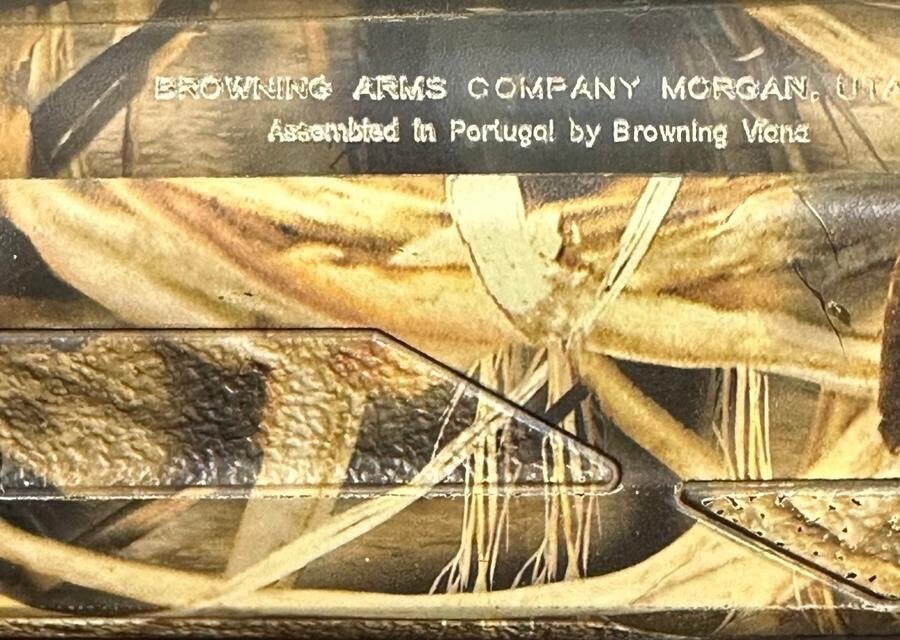 BROWNING ARMS COMPANY MORGAN, UTA
Assembled in Portugal by Browning Viana